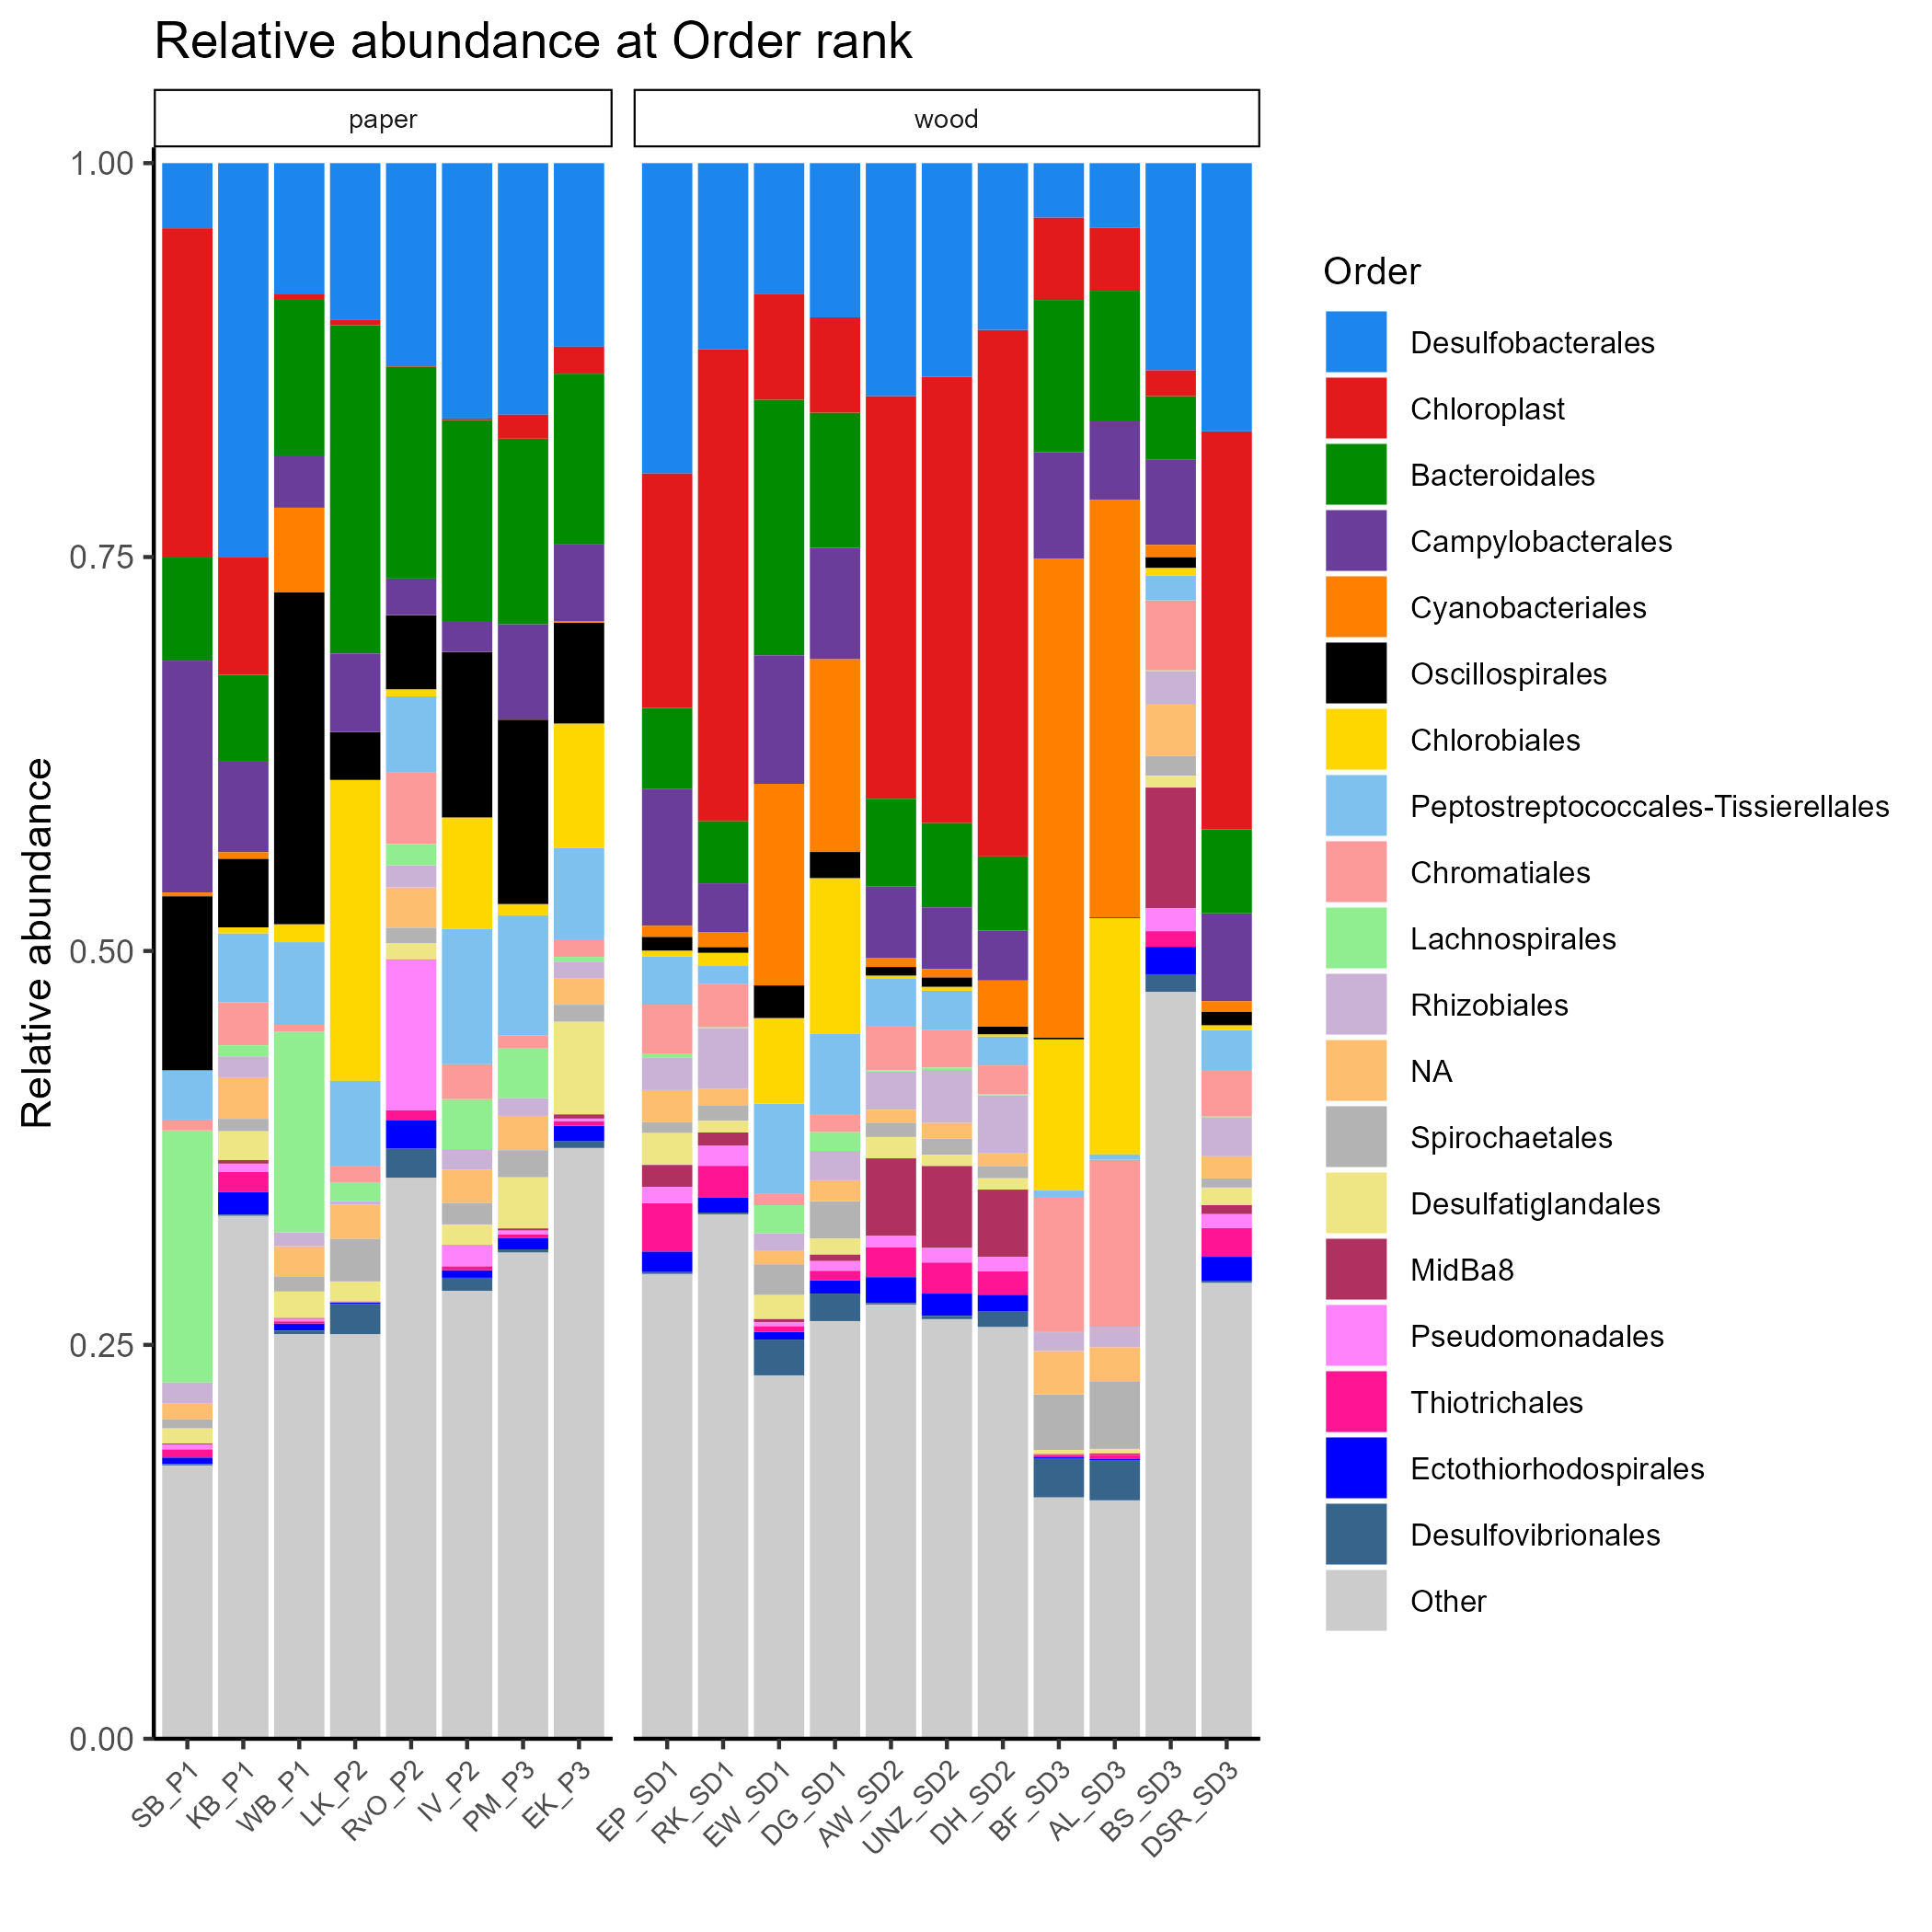 Relative abundance at Order rank
paper
wood
Relative abundance
1.00
0.75
0.50
0.25
0.00
SB_P1
KB_P1
WB_P1
LK_P2
RvO_P2
IV_P2
PM_P3
EK_P3
EP_SD1
RK_SD1
EW_SD1
DG_SD1
AW_SD2
UNZ_SD2
DH_SD2
BF_SD3
AL_SD3
BS_SD3
DSR_SD3
Order
Desulfobacterales
Chloroplast
Bacteroidales
Campylobacterales
Cyanobacteriales
Oscillospirales
Chlorobiales
Peptostreptococcales-Tissierellales
Chromatiales
Lachnospirales
Rhizobiales
NA
Spirochaetales
Desulfatiglandales
MidBa8
Pseudomonadales
Thiotrichales
Ectothiorhodospirales
Desulfovibrionales
Other